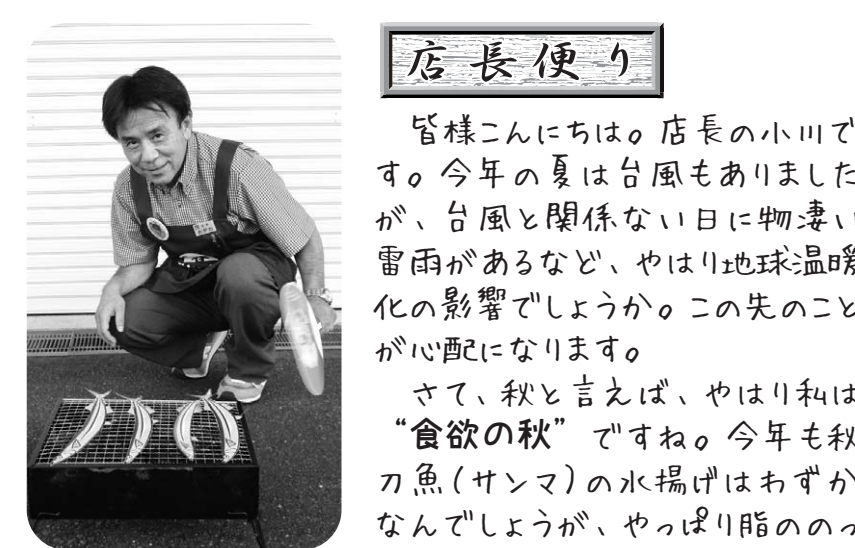 店長便り
皆様こんにちは。店長の小川で
す。今年の夏は台風もありました
が、台風と関係ない日に物凄い
雷雨があるなど、やはり地球温暖
化の影響でしょうか。この先のこと
が心配になります。
さて、秋と言えば、やはり私は
“食欲の秋”ですね。今年も秋
刀魚(サンマ)の水揚げはわずか
なんでしょうが、やっぱり脂ののっ